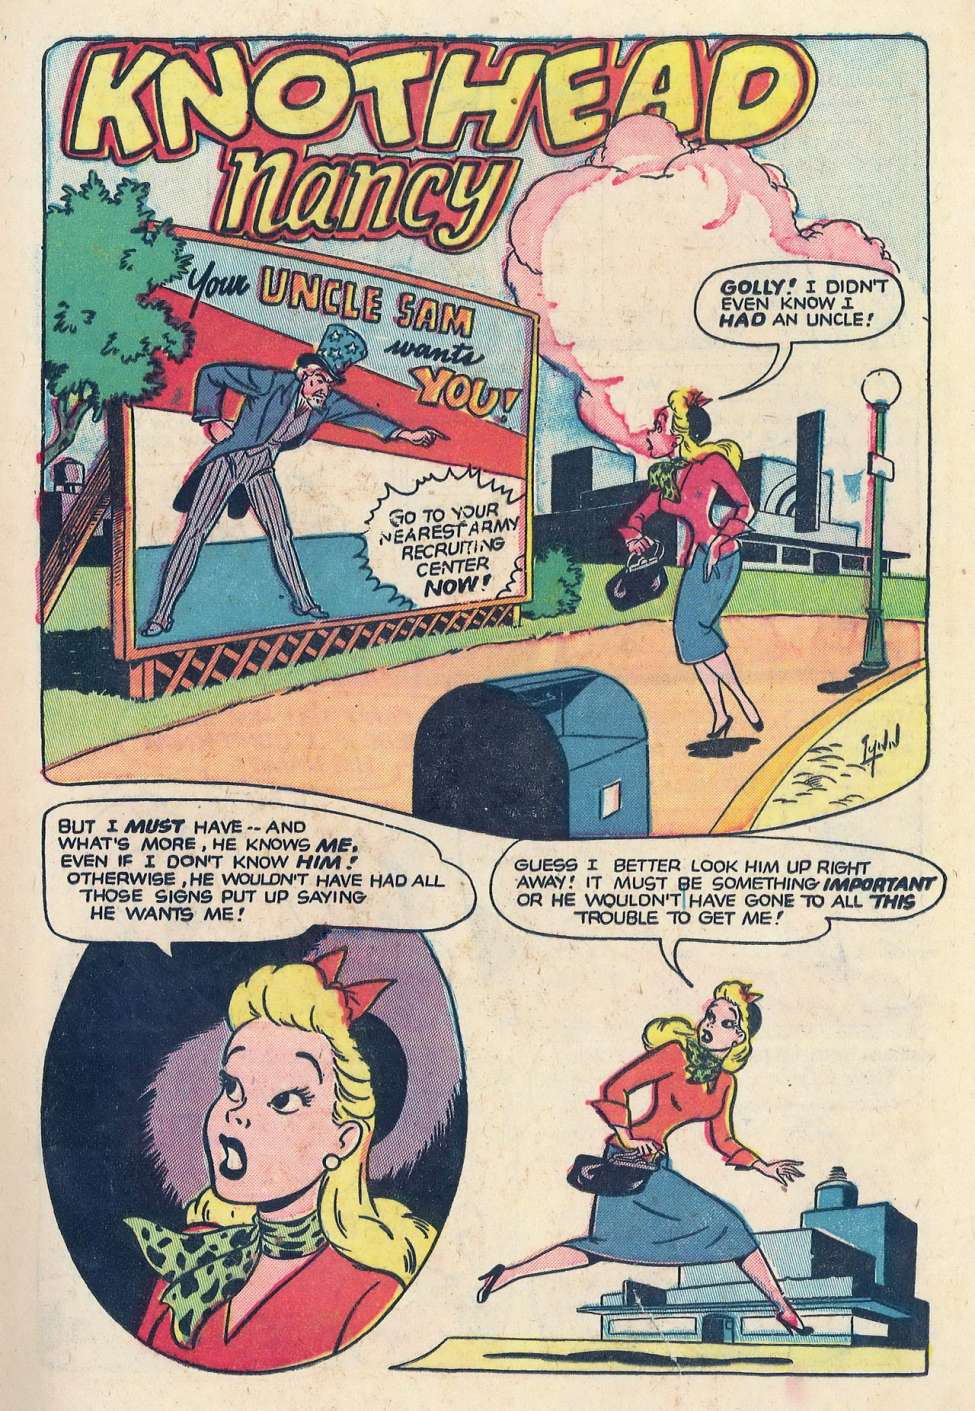 KNOTHEAD
Nancy
Your UNCLE SAM
wants
YOU!
GO TO YOUR
NEAREST ARMY
RECRUITING
CENTER
NOW!
GOLLY! I DIDN'T
EVEN KNOW I
HAD AN UNCLE!
Lynn
BUT I MUST HAVE -- AND
WHAT'S MORE, HE KNOWS ME,
EVEN IF I DON'T KNOW HIM!
OTHERWISE, HE WOULDN'T HAVE HAD ALL
THOSE SIGNS PUT UP SAYING
HE WANTS ME!
GUESS I BETTER LOOK HIM UP RIGHT
AWAY! IT MUST BE SOMETHING IMPORTANT
OR HE WOULDN'T HAVE GONE TO ALL THIS
TROUBLE TO GET ME!